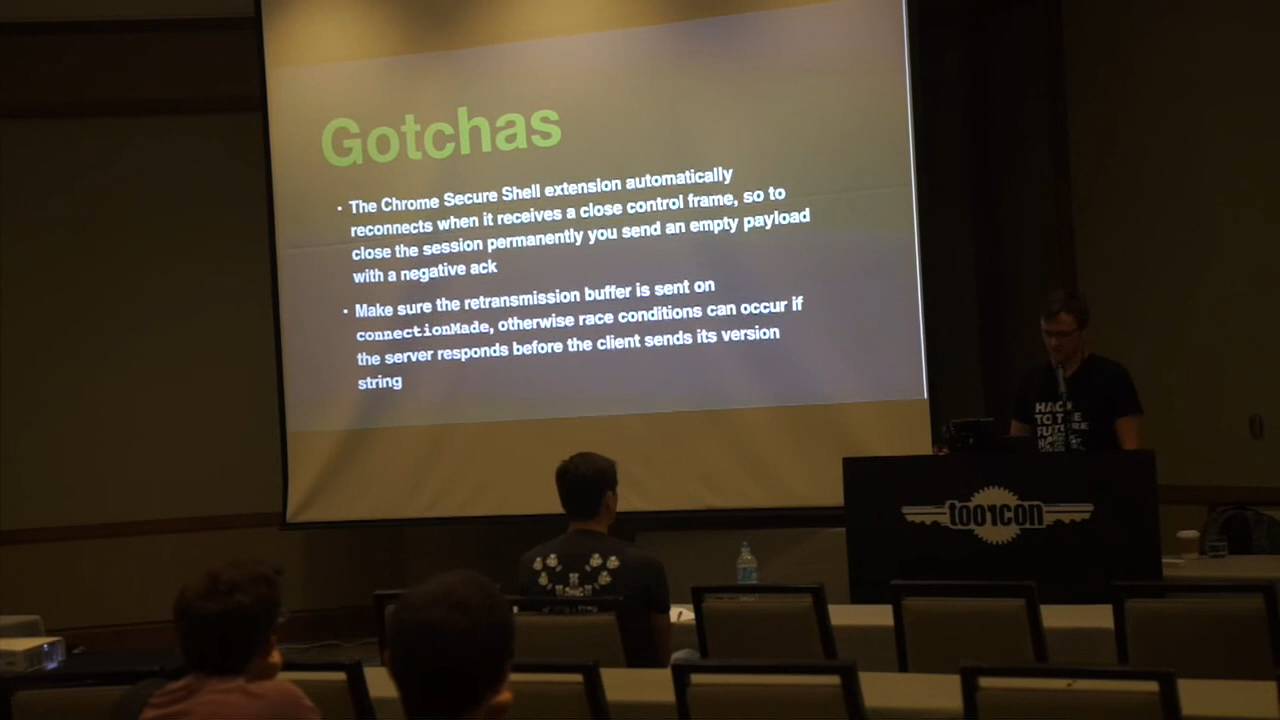 Gotchas
• The Chrome Secure Shell extension automatically
reconnects when it receives a close control frame, so to
close the session permanently you send an empty payload
with a negative ack
• Make sure the retransmission buffer is sent on
connectionMade, otherwise race conditions can occur if
the server responds before the client sends its version
string
HACK
TO THE
FUTURE
too1con